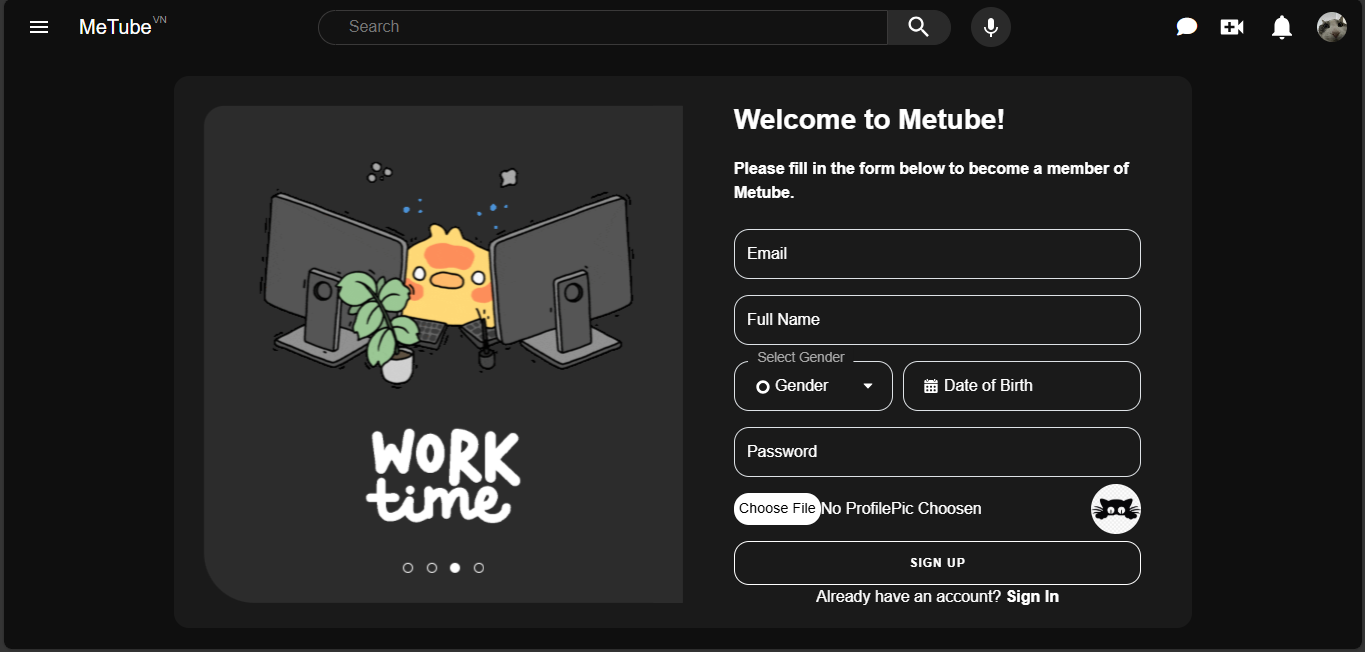 MeTube VN
Search
WORK
time
Welcome to Metube!
Please fill in the form below to become a member of
Metube.
Email
Full Name
Select Gender
Gender
Date of Birth
Password
Choose File No ProfilePic Choosen
SIGN UP
Already have an account? Sign In